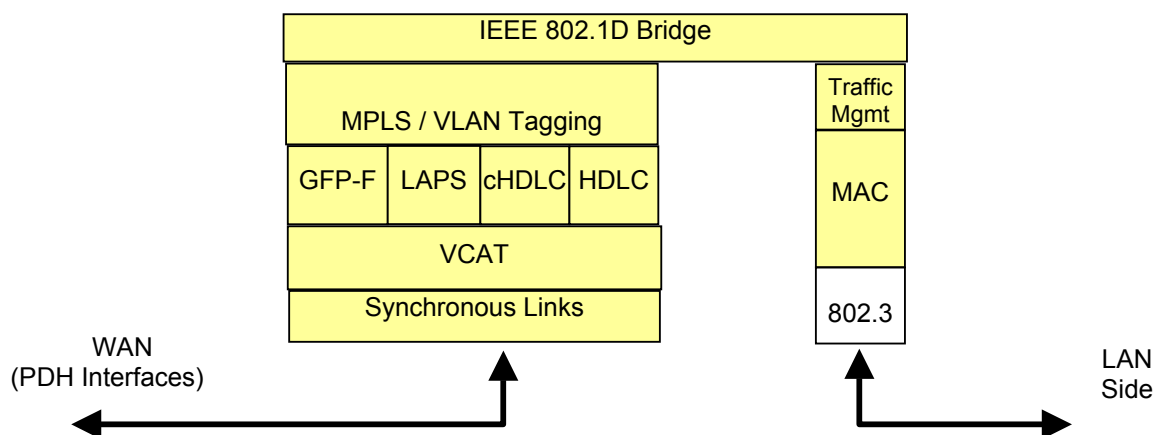 IEEE 802.1D Bridge
Traffic
Mgmt
MPLS / VLAN Tagging
GFP-F LAPS cHDLC HDLC
MAC
VCAT
Synchronous Links
802.3
WAN
(PDH Interfaces)
LAN
Side